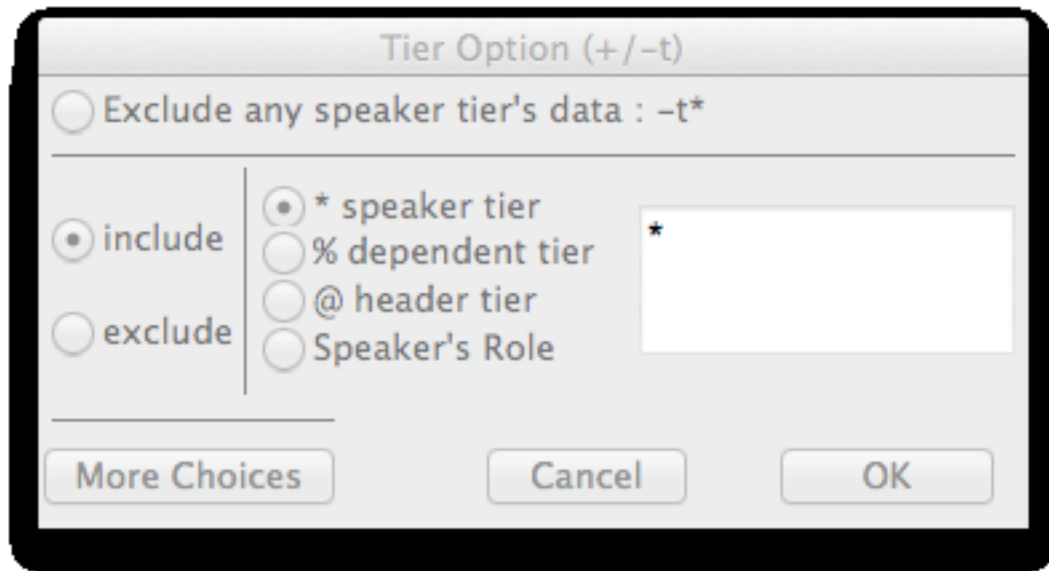 Tier Option (+/-t)
Exclude any speaker tier's data : -t*
include
exclude
* speaker tier
% dependent tier
@ header tier
Speaker's Role
*
More Choices
Cancel
OK